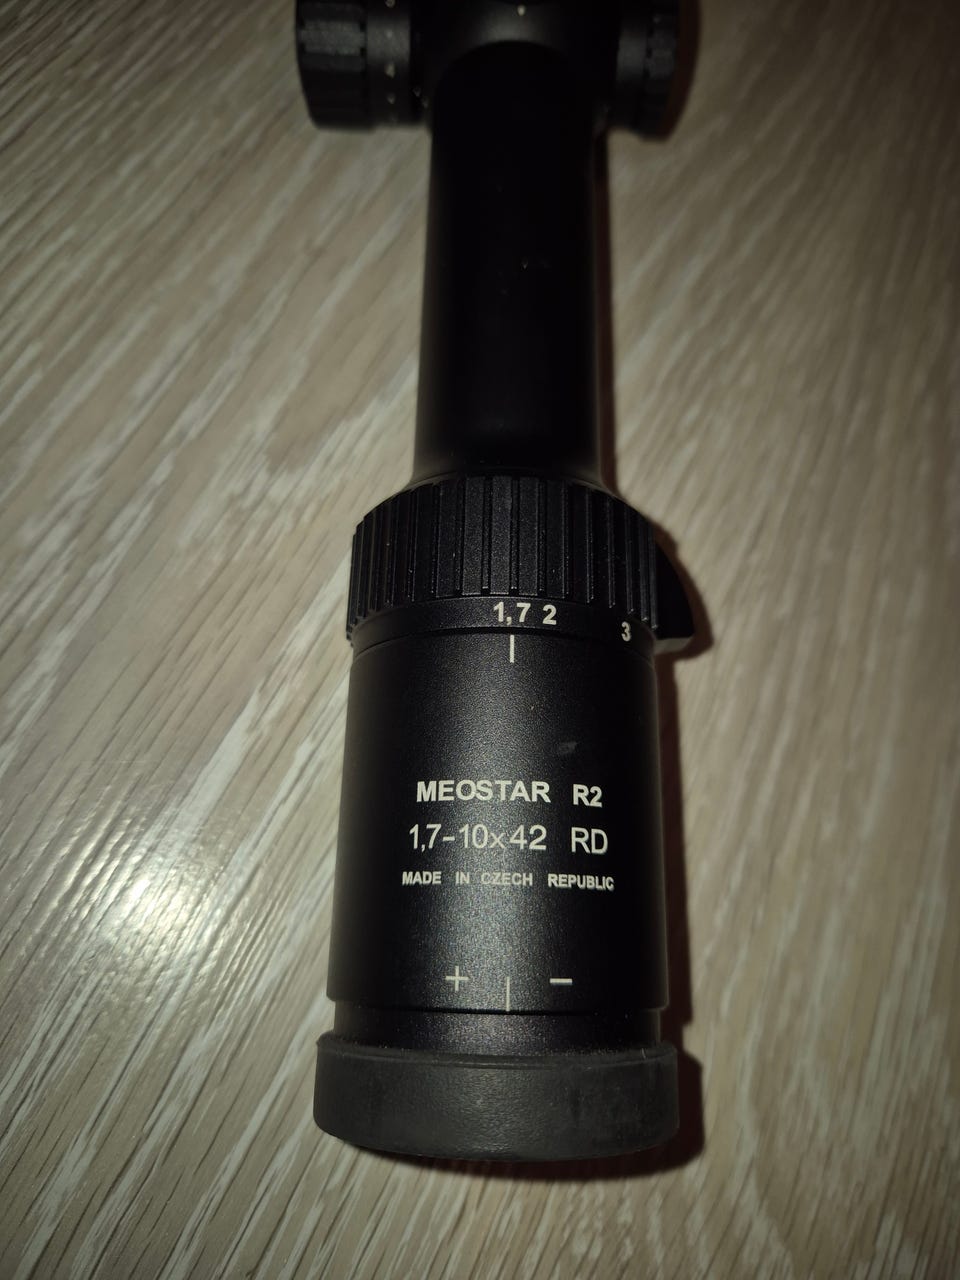 1,7 2 3
MEOSTAR R2
1,7-10x42 RD
MADE IN CZECH REPUBLIC
+ −